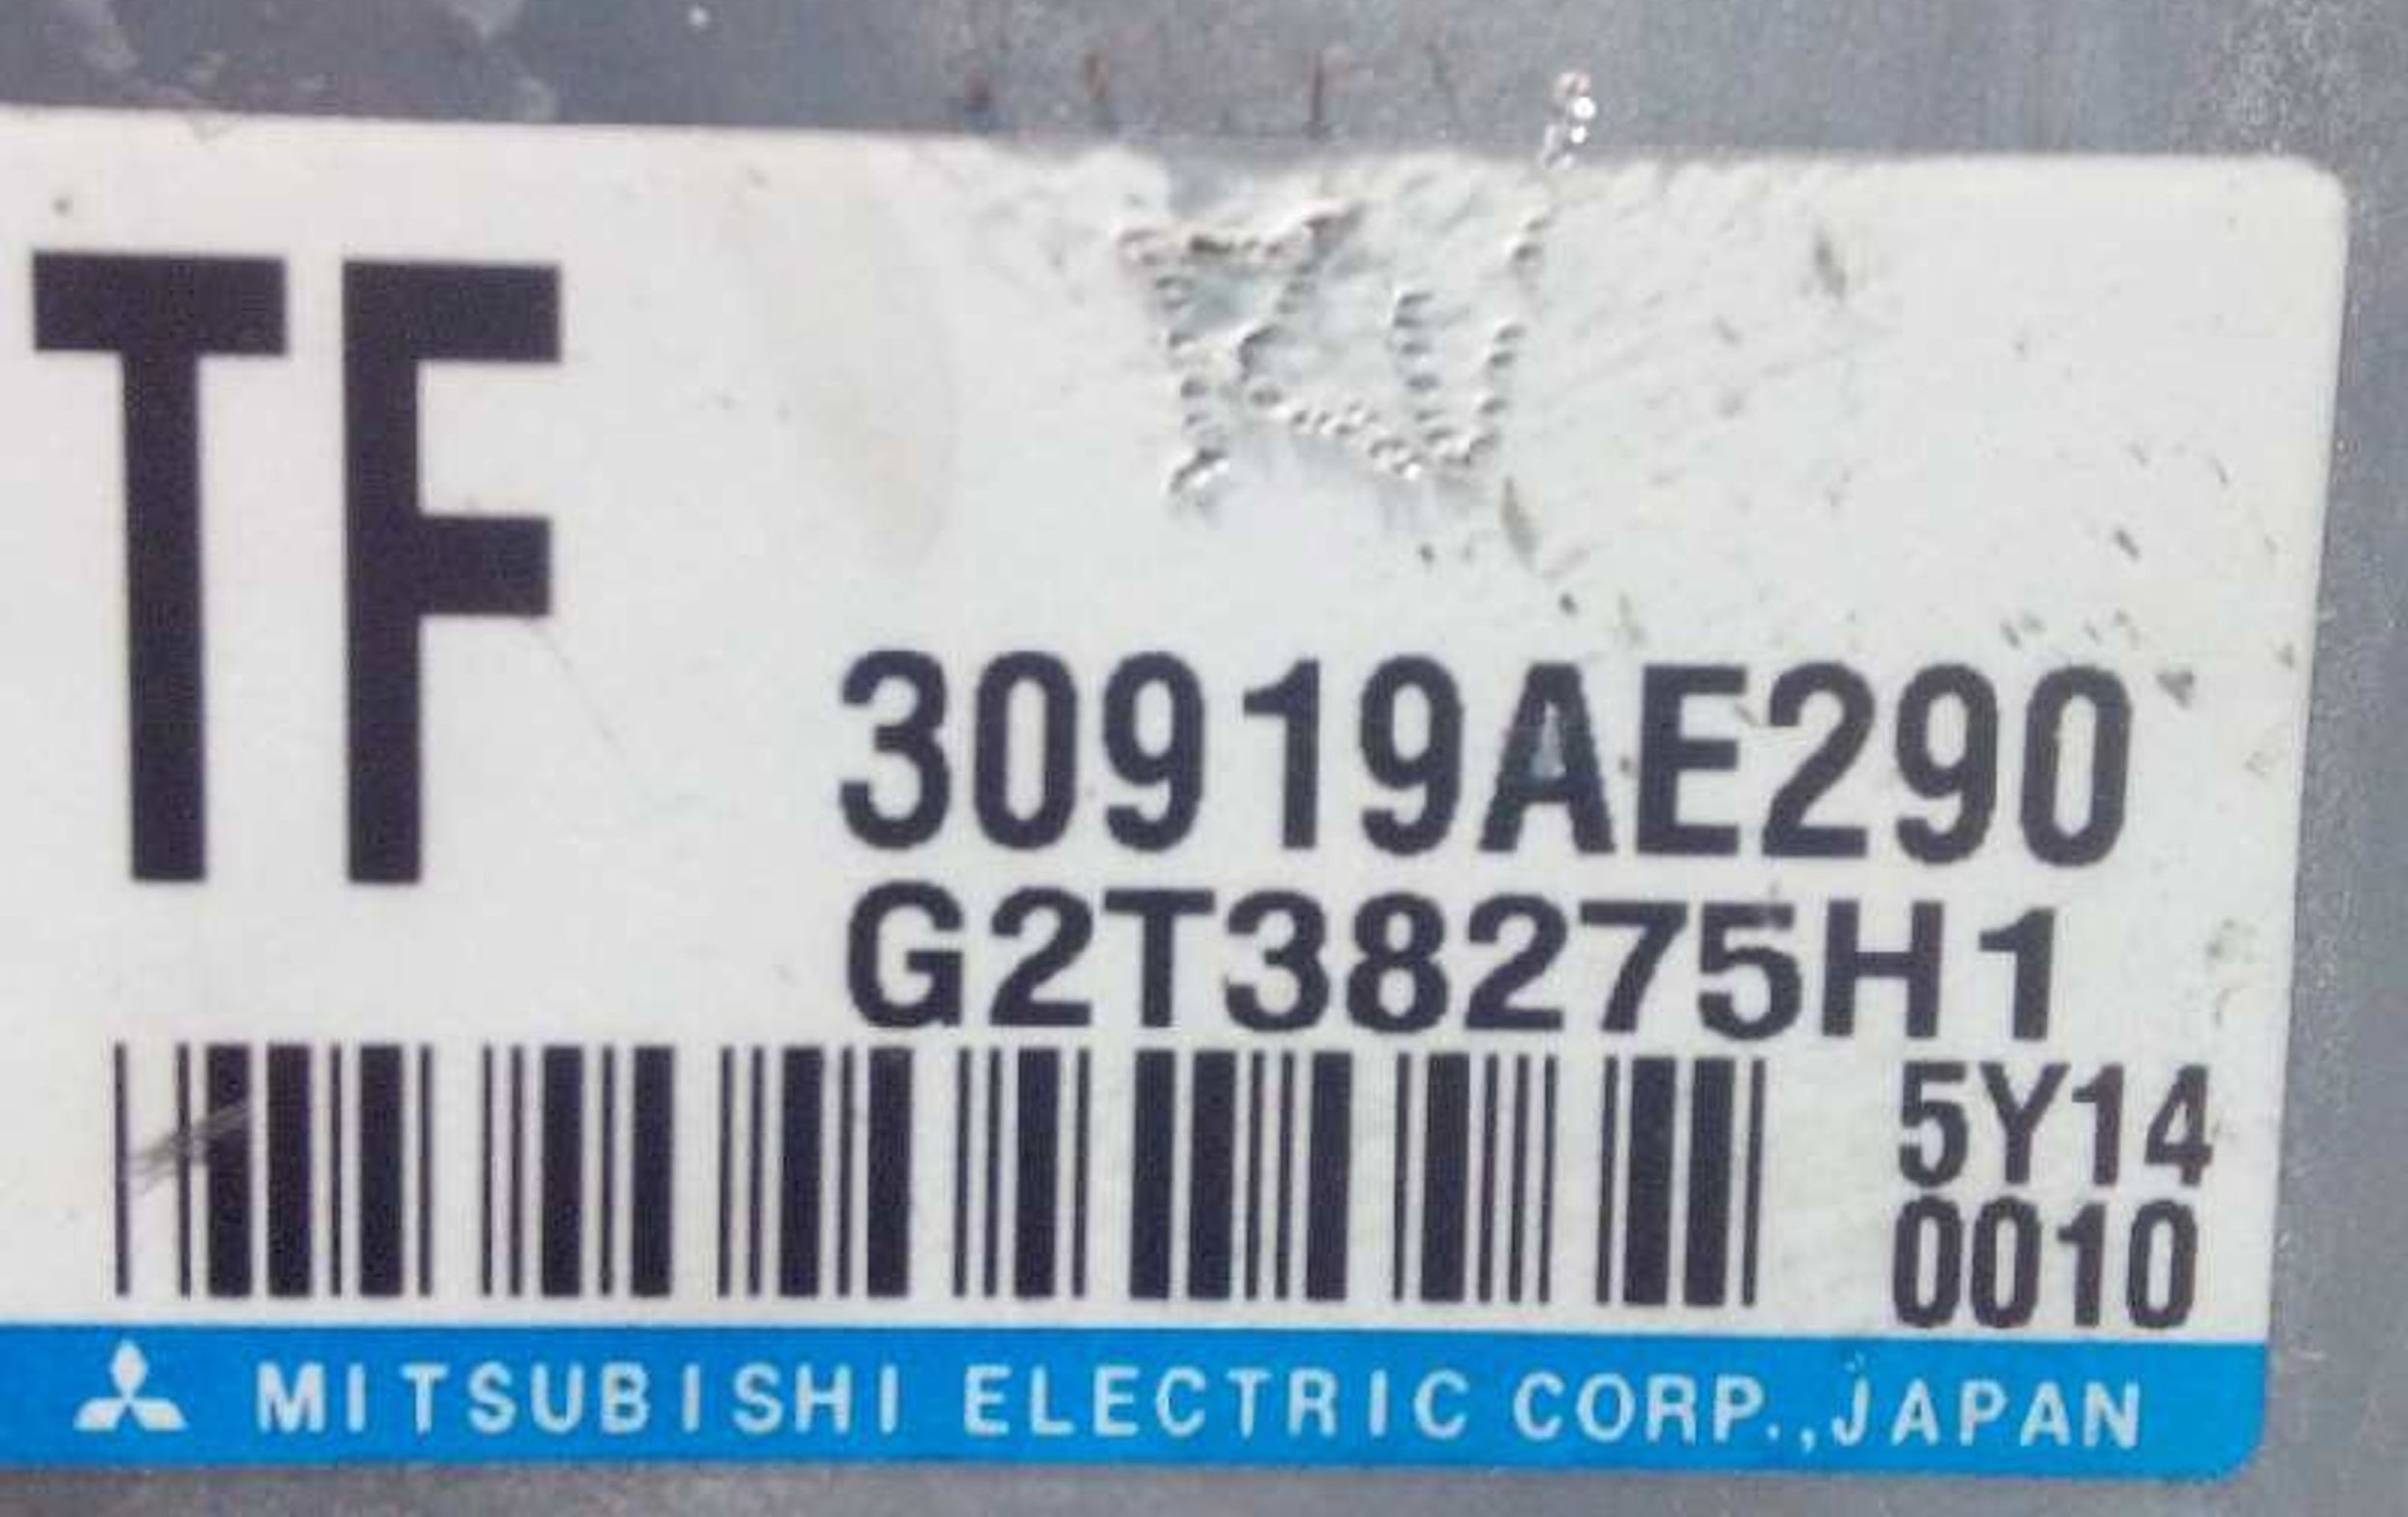 TF
30919AE290
G2T38275H1
5Y14
0010
MITSUBISHI ELECTRIC CORP.,JAPAN